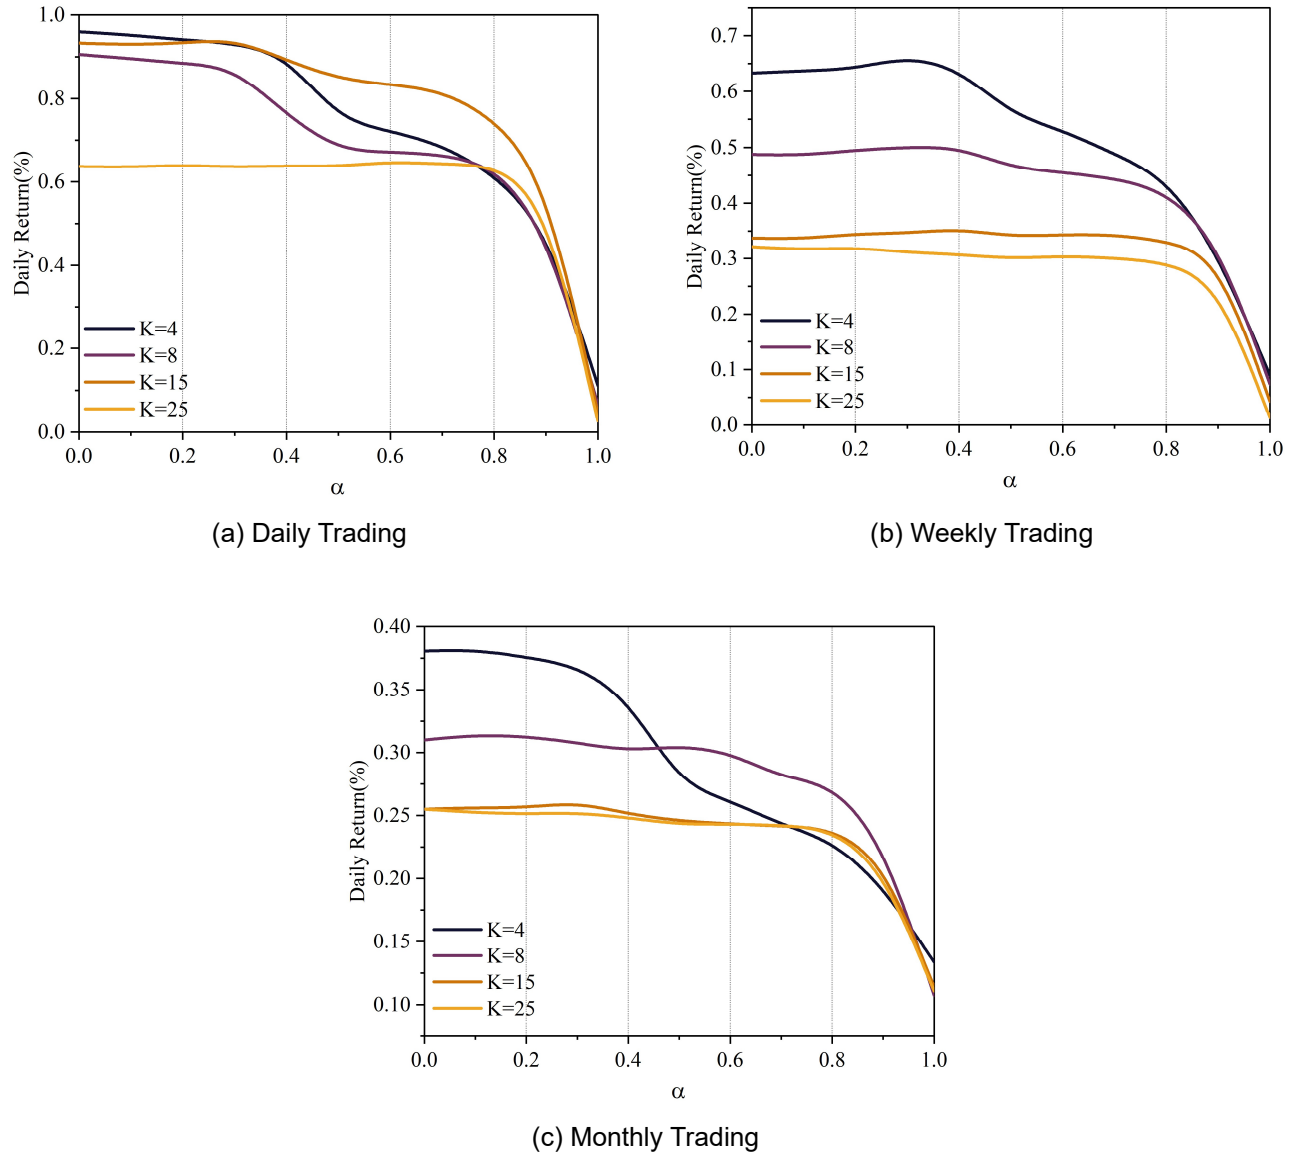 1.0
0.8
0.6
0.4
0.2
0.0
Daily Return(%)
K=4
K=8
K=15
K=25
0.0 0.2 0.4 0.6 0.8 1.0
α
(a) Daily Trading
0.7
0.6
0.5
0.4
0.3
0.2
0.1
0.0
Daily Return(%)
K=4
K=8
K=15
K=25
0.0 0.2 0.4 0.6 0.8 1.0
α
(b) Weekly Trading
0.40
0.35
0.30
0.25
0.20
0.15
0.10
Daily Return(%)
K=4
K=8
K=15
K=25
0.0 0.2 0.4 0.6 0.8 1.0
α
(c) Monthly Trading